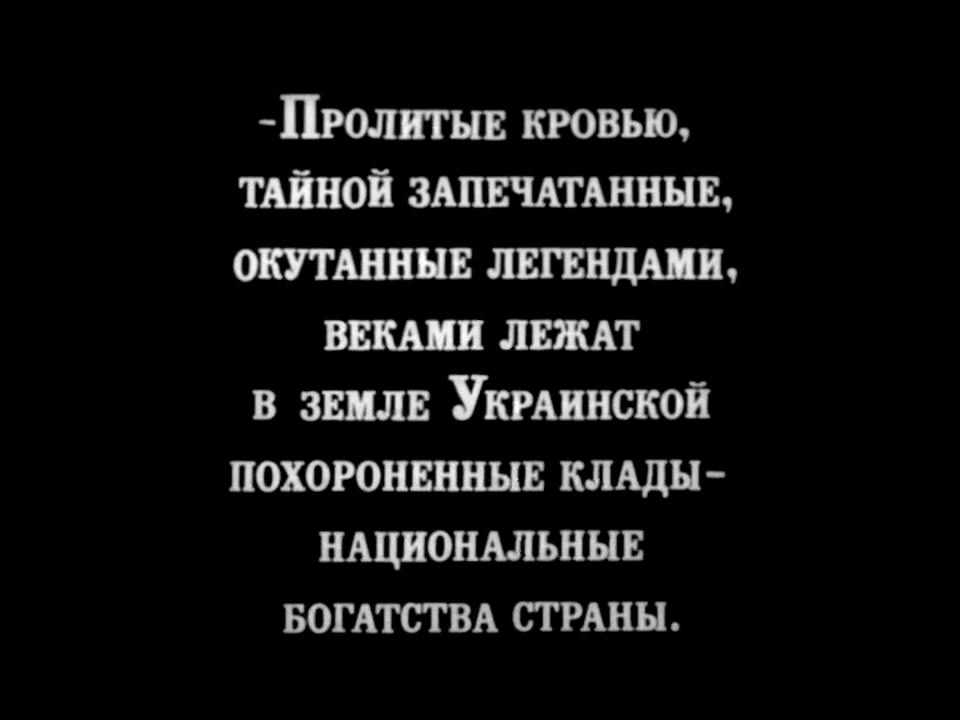 -Пролитые кровью,
тайной запечатанные,
окутанные легендами,
веками лежат
в земле Украинской
похороненные клады-
национальные
богатства страны.